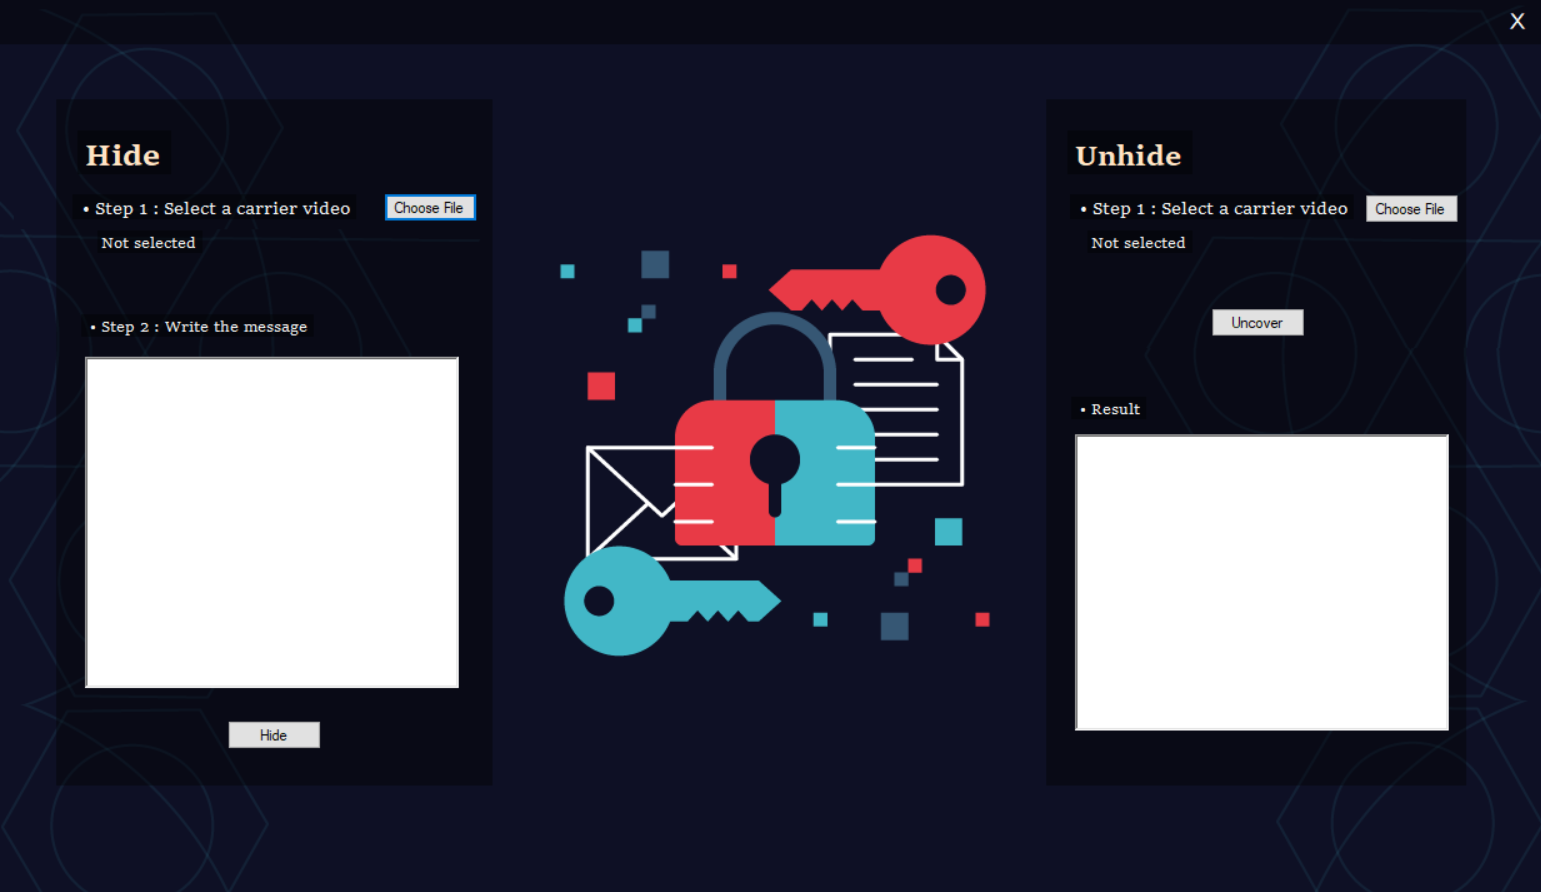 X
Hide
• Step 1 : Select a carrier video
Choose File
Not selected
• Step 2 : Write the message
Hide
Unhide
• Step 1 : Select a carrier video
Choose File
Not selected
Uncover
• Result